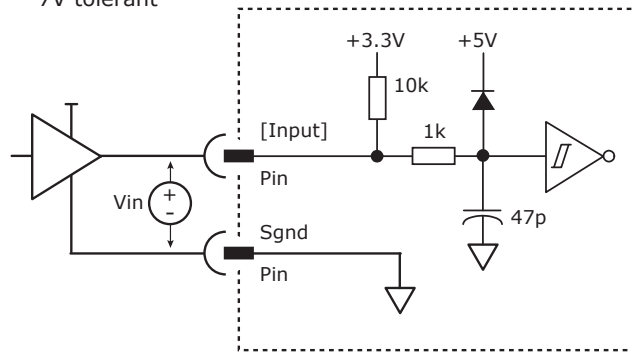 7V tolerant
+3.3V
+5V
10k
[Input]
1k
Pin
Vin
+
-
Sgnd
47p
Pin